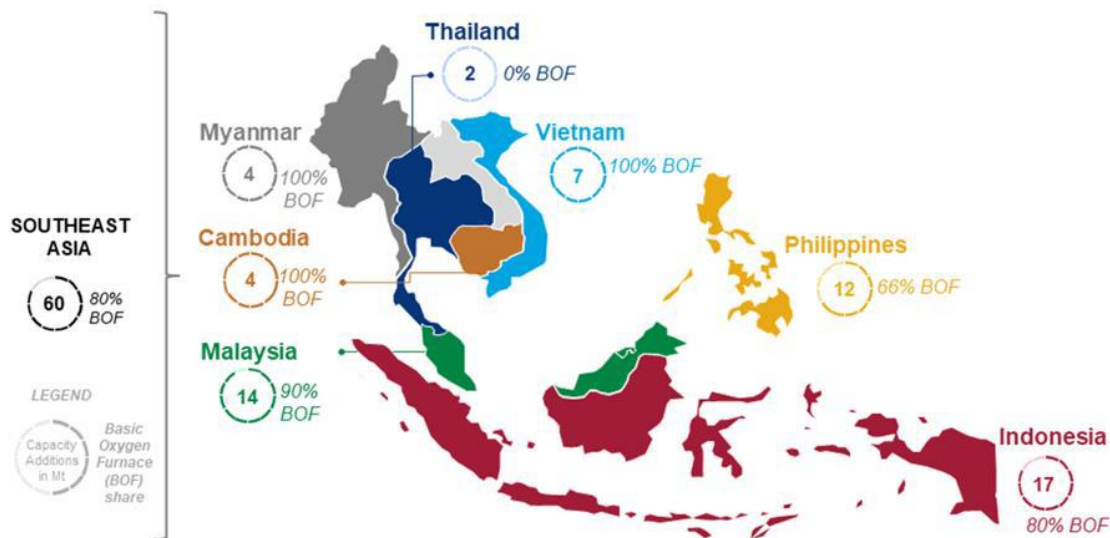 Thailand
2
0% BOF
Myanmar
4
100%
BOF
Vietnam
7
100% BOF
SOUTHEAST
ASIA
60
80%
BOF
Cambodia
4
100%
BOF
Philippines
12
66% BOF
Malaysia
14
90%
BOF
Indonesia
17
80% BOF
LEGEND
Capacity
Additions
in Mt
Basic
Oxygen
Furnace
(BOF)
share